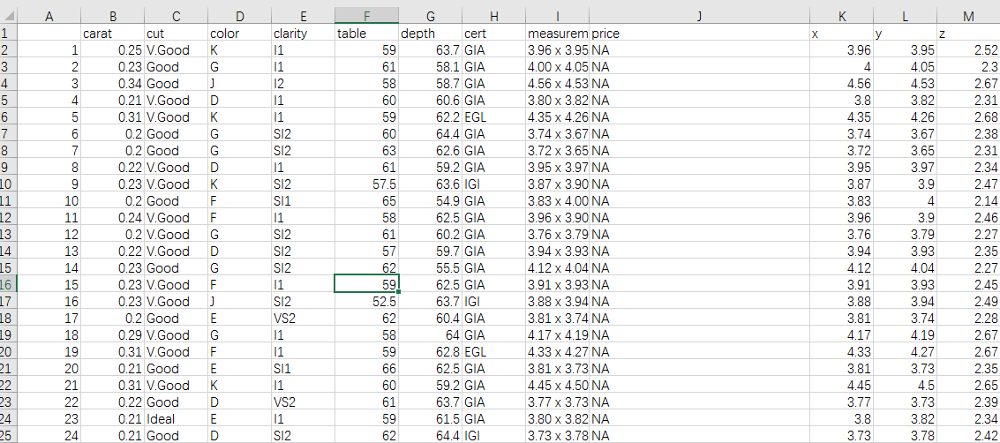 A B C D E F G H I J K L M
1 carat cut color clarity table depth cert measurem price x y z
2 1 0.25 V.Good K I1 59 63.7 GIA 3.96 x 3.95 NA 3.96 3.95 2.52
3 2 0.23 Good G I1 61 58.1 GIA 4.00 x 4.05 NA 4 4.05 2.3
4 3 0.34 Good J I2 58 58.7 GIA 4.56 x 4.53 NA 4.56 4.53 2.67
5 4 0.21 V.Good D I1 60 60.6 GIA 3.80 x 3.82 NA 3.8 3.82 2.31
6 5 0.31 V.Good K I1 59 62.2 EGL 4.35 x 4.26 NA 4.35 4.26 2.68
7 6 0.2 Good G SI2 60 64.4 GIA 3.74 x 3.67 NA 3.74 3.67 2.38
8 7 0.2 Good G SI2 63 62.6 GIA 3.72 x 3.65 NA 3.72 3.65 2.31
9 8 0.22 V.Good D I1 61 59.2 GIA 3.95 x 3.97 NA 3.95 3.97 2.34
10 9 0.23 V.Good K SI2 57.5 63.6 IGI 3.87 x 3.90 NA 3.87 3.9 2.47
11 10 0.2 Good F SI1 65 54.9 GIA 3.83 x 4.00 NA 3.83 4 2.14
12 11 0.24 V.Good F I1 58 62.5 GIA 3.96 x 3.90 NA 3.96 3.9 2.46
13 12 0.2 V.Good G SI2 61 60.2 GIA 3.76 x 3.79 NA 3.76 3.79 2.27
14 13 0.22 V.Good D SI2 57 59.7 GIA 3.94 x 3.93 NA 3.94 3.93 2.35
15 14 0.23 Good G SI2 62 55.5 GIA 4.12 x 4.04 NA 4.12 4.04 2.27
16 15 0.23 V.Good F I1 59 62.5 GIA 3.91 x 3.93 NA 3.91 3.93 2.45
17 16 0.23 V.Good J SI2 52.5 63.7 IGI 3.88 x 3.94 NA 3.88 3.94 2.49
18 17 0.2 Good E VS2 62 60.4 GIA 3.81 x 3.74 NA 3.81 3.74 2.28
19 18 0.29 V.Good G I1 58 64 GIA 4.17 x 4.19 NA 4.17 4.19 2.67
20 19 0.31 V.Good F I1 59 62.8 EGL 4.33 x 4.27 NA 4.33 4.27 2.67
21 20 0.21 Good E SI1 66 62.5 GIA 3.81 x 3.73 NA 3.81 3.73 2.35
22 21 0.31 V.Good K I1 60 59.2 GIA 4.45 x 4.50 NA 4.45 4.5 2.65
23 22 0.22 Good D VS2 61 63.7 GIA 3.77 x 3.73 NA 3.77 3.73 2.39
24 23 0.21 Ideal E I1 59 61.5 GIA 3.80 x 3.82 NA 3.8 3.82 2.34
25 24 0.21 Good D SI2 62 64.4 IGI 3.73 x 3.78 NA 3.73 3.78 2.42